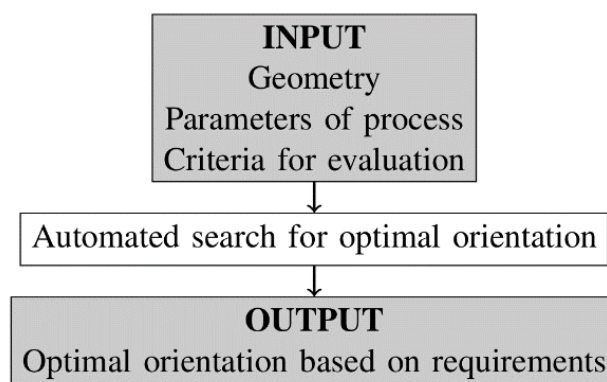 INPUT
Geometry
Parameters of process
Criteria for evaluation
Automated search for optimal orientation
OUTPUT
Optimal orientation based on requirements